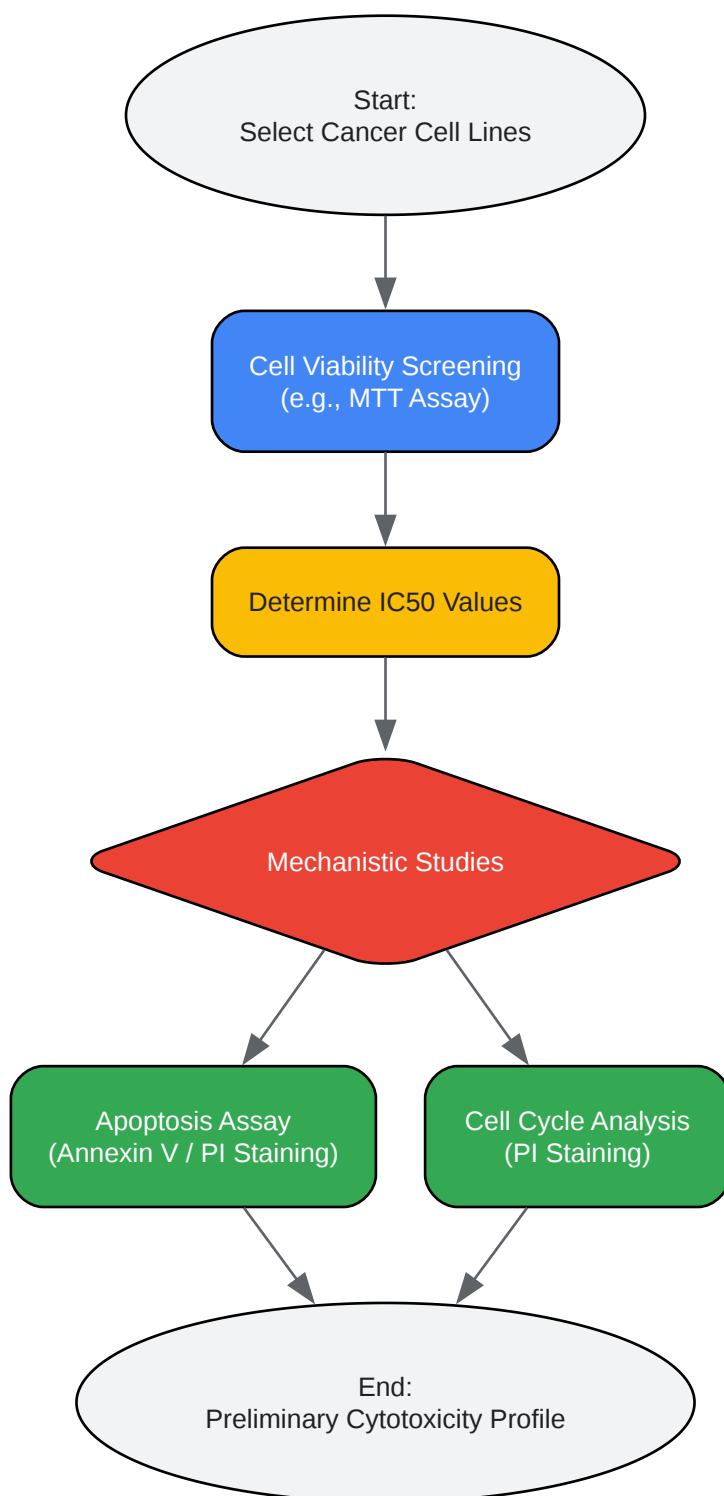 Start:
Select Cancer Cell Lines
Cell Viability Screening
(e.g., MTT Assay)
Determine IC50 Values
Mechanistic Studies
Apoptosis Assay
(Annexin V / PI Staining)
Cell Cycle Analysis
(PI Staining)
End:
Preliminary Cytotoxicity Profile